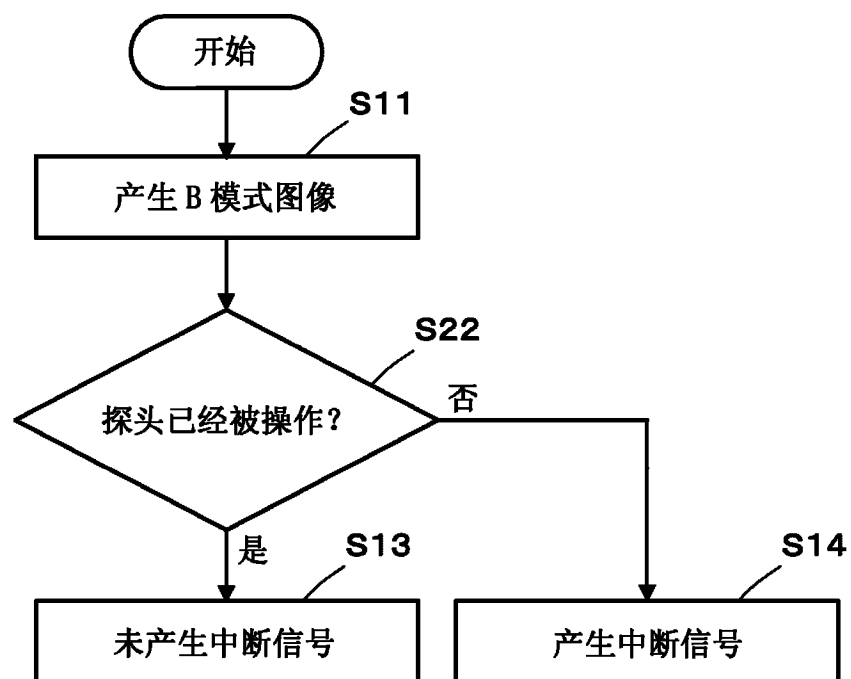 开始
S11
产生 B 模式图像
S22
探头已经被操作?
否
是
S13
未产生中断信号
S14
产生中断信号